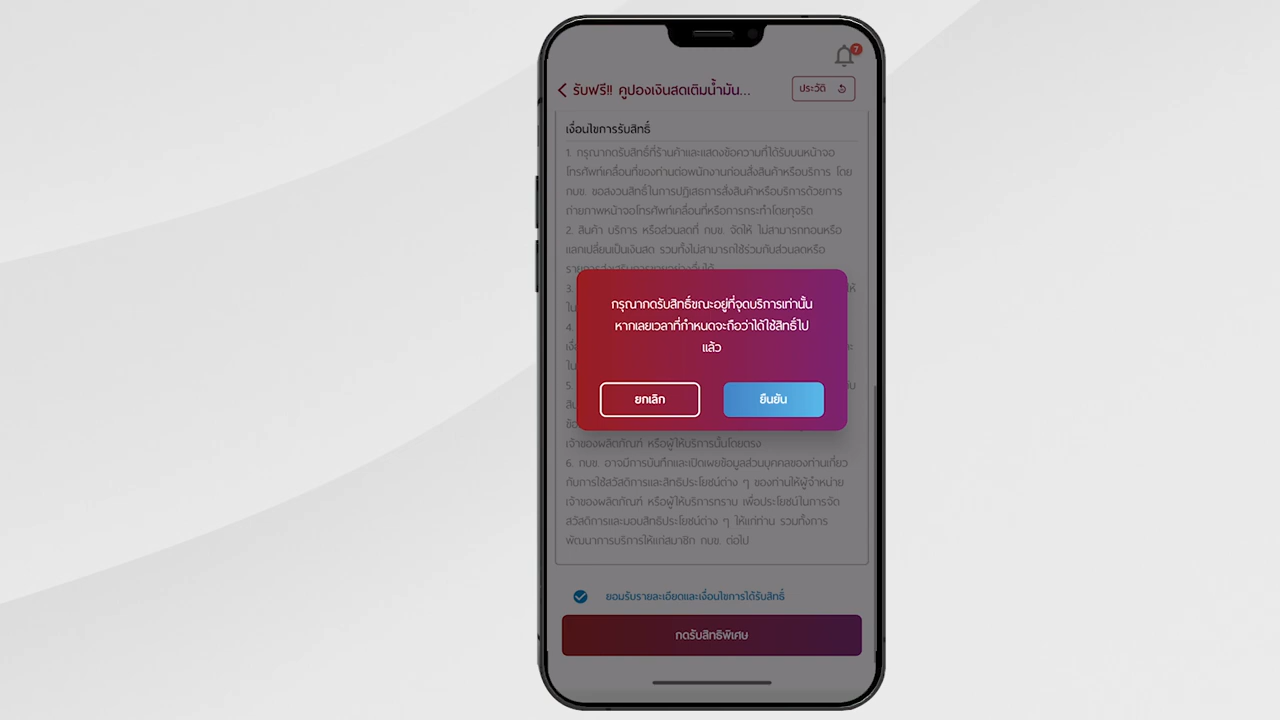 7
รับฟรี!! คูปองเงินสดเติมน้ำมัน...
ประวัติ
เงื่อนไขการรับสิทธิ์
1. กรุณากดรับสิทธิ์ที่ร้านค้าและแสดงข้อความที่ได้รับบนหน้าจอ
โทรศัพท์เคลื่อนที่ของท่านต่อพนักงานก่อนสั่งสินค้าหรือบริการ โดย
กบข. ขอสงวนสิทธิ์ในการปฏิเสธการสั่งสินค้าหรือบริการด้วยการ
ถ่ายภาพหน้าจอโทรศัพท์เคลื่อนที่หรือการกระทำโดยทุจริต
2. สินค้า บริการ หรือส่วนลดที่ กบข. จัดให้ ไม่สามารถทอนหรือ
แลกเปลี่ยนเป็นเงินสด รวมทั้งไม่สามารถใช้ร่วมกับส่วนลดหรือ
รายการส่งเสริมการขายอย่างอื่นได้
3.
4.
5.
กรุณากดรับสิทธิ์ขณะอยู่ที่จุดบริการเท่านั้น
หากเลยเวลาที่กำหนดจะถือว่าได้ใช้สิทธิ์ไป
แล้ว
ยกเลิก
ยืนยัน
เจ้าของผลิตภัณฑ์ หรือผู้ให้บริการนั้นโดยตรง
6. กบข. อาจมีการบันทึกและเปิดเผยข้อมูลส่วนบุคคลของท่านเกี่ยว
กับการใช้สวัสดิการและสิทธิประโยชน์ต่าง ๆ ของท่านให้ผู้จำหน่าย
เจ้าของผลิตภัณฑ์ หรือผู้ให้บริการทราบ เพื่อประโยชน์ในการจัด
สวัสดิการและมอบสิทธิประโยชน์ต่าง ๆ ให้แก่ท่าน รวมทั้งการ
พัฒนาการบริการให้แก่สมาชิก กบข. ต่อไป
ยอมรับรายละเอียดและเงื่อนไขการได้รับสิทธิ์
กดรับสิทธิพิเศษ